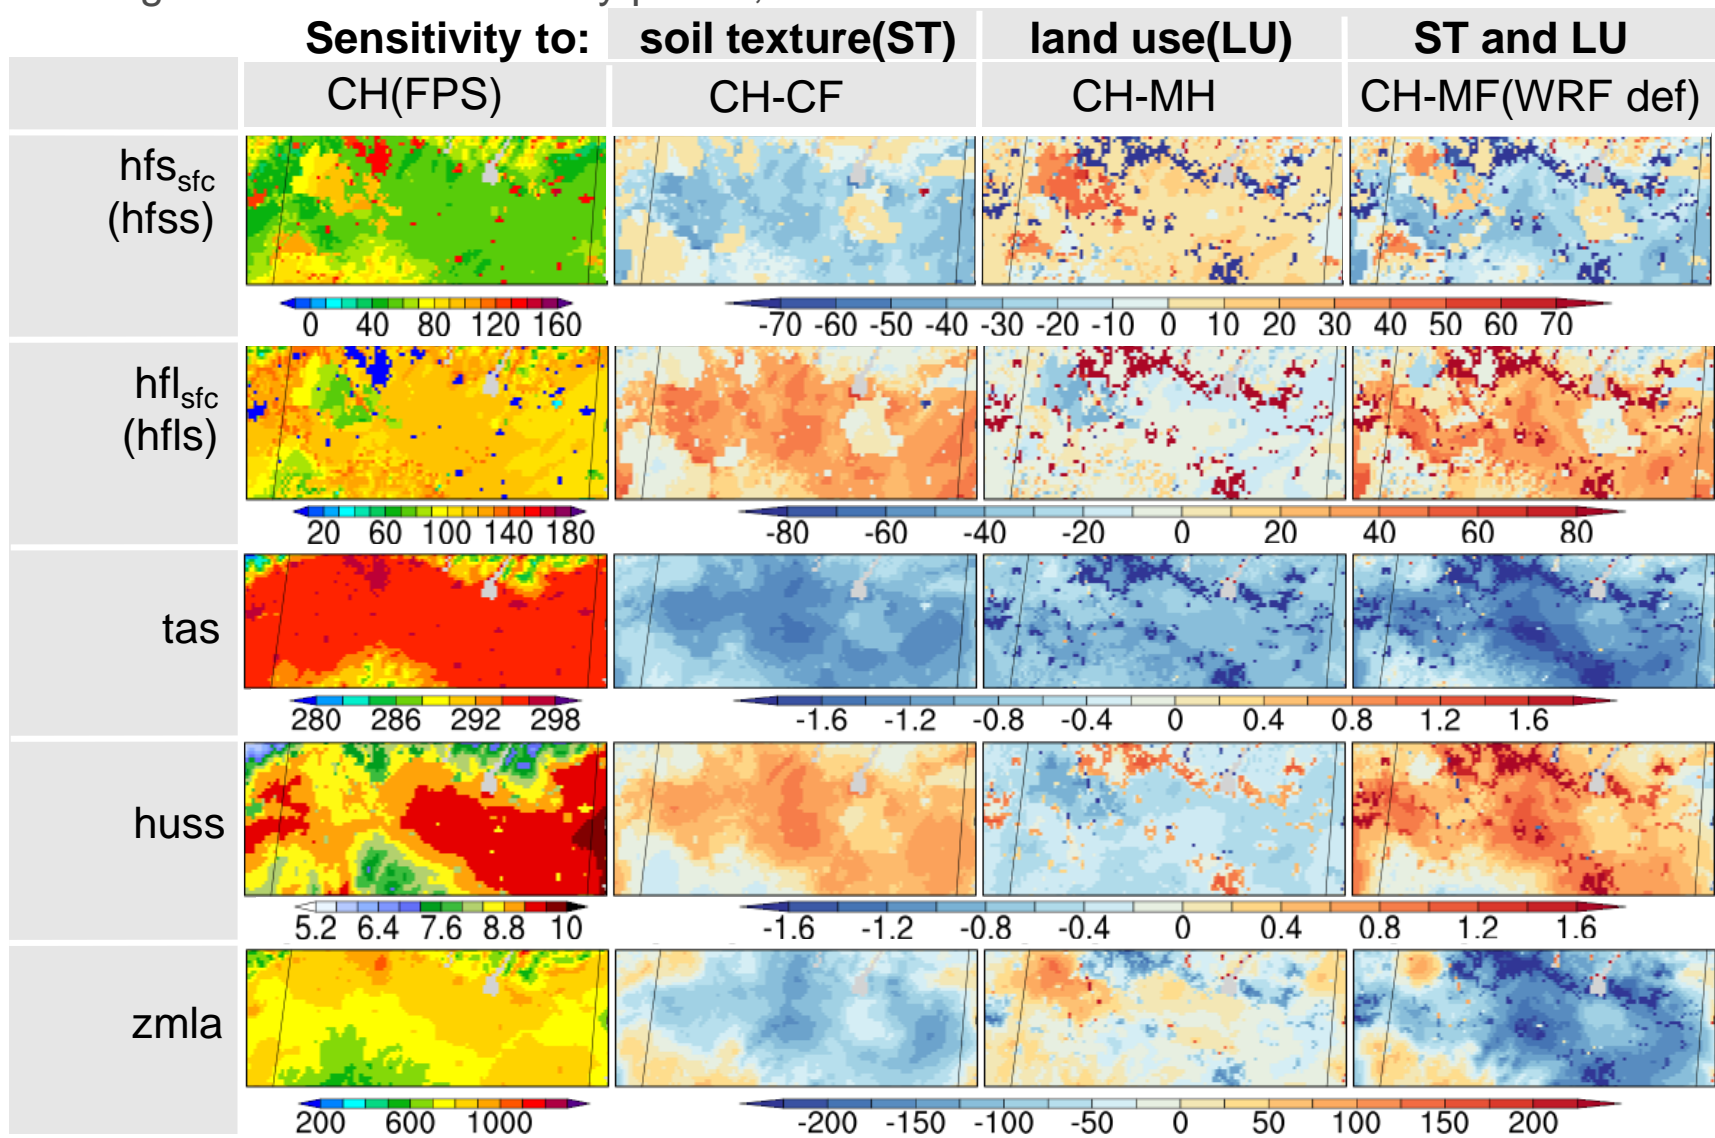 Sensitivity to: soil texture(ST) land use(LU) ST and LU
CH(FPS) CH-CF CH-MH CH-MF(WRF def)
hfs_sfc
(hfss)
0 40 80 120 160 -70 -60 -50 -40 -30 -20 -10 0 10 20 30 40 50 60 70
hfl_sfc
(hfls)
20 60 100 140 180 -80 -60 -40 -20 0 20 40 60 80
tas
280 286 292 298 -1.6 -1.2 -0.8 -0.4 0 0.4 0.8 1.2 1.6
huss
5.2 6.4 7.6 8.8 10 -1.6 -1.2 -0.8 -0.4 0 0.4 0.8 1.2 1.6
zmla
200 600 1000 -200 -150 -100 -50 0 50 100 150 200